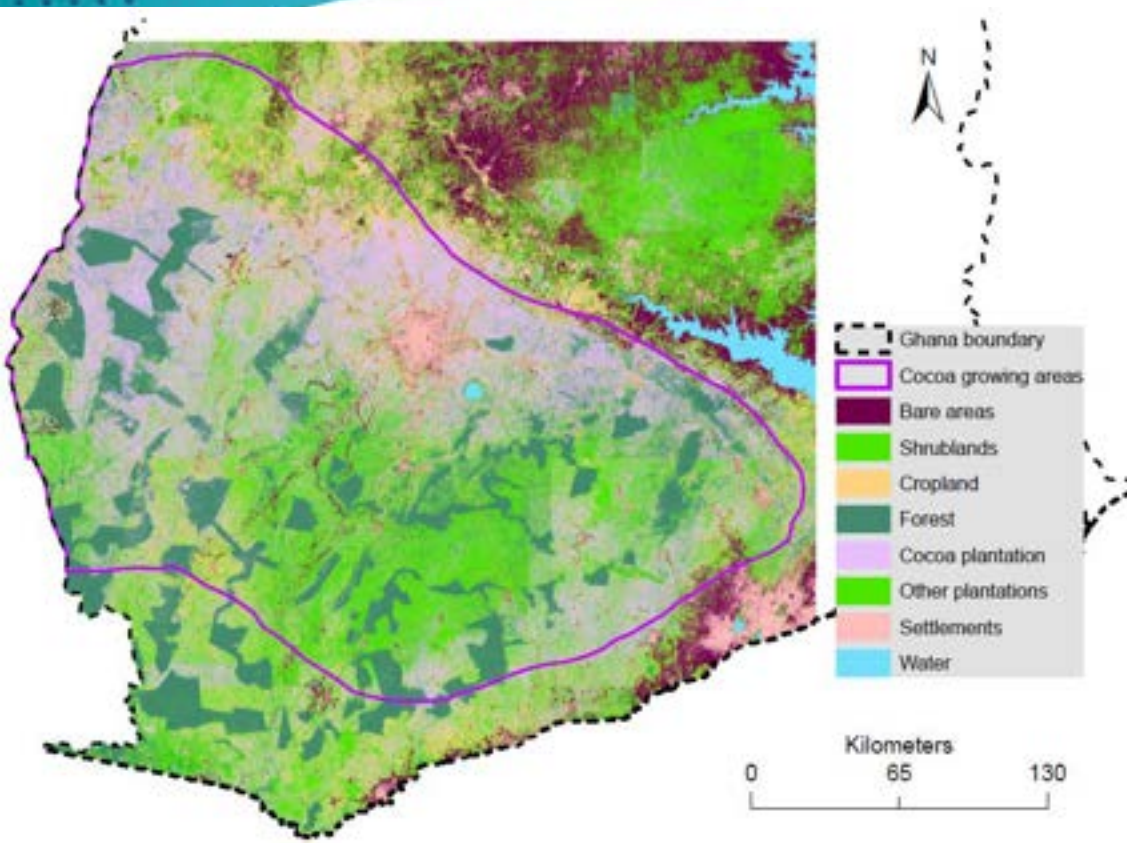 N
Ghana boundary
Cocoa growing areas
Bare areas
Shrublands
Cropland
Forest
Cocoa plantation
Other plantations
Settlements
Water
Kilometers
0 65 130